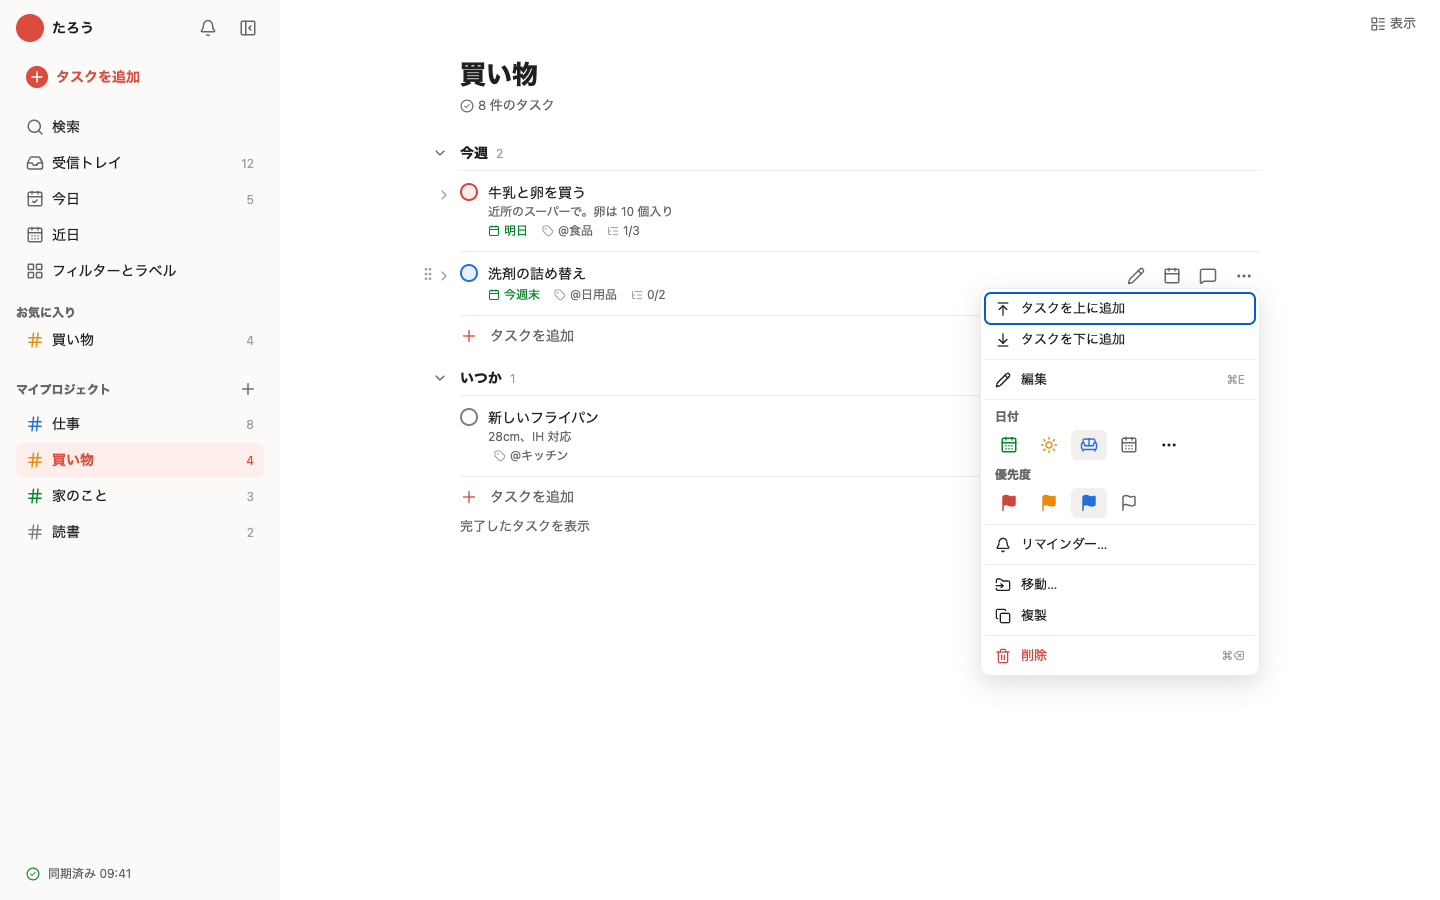 たろう
タスクを追加
検索
受信トレイ 12
今日 5
近日
フィルターとラベル
お気に入り
買い物 4
マイプロジェクト
仕事 8
買い物 4
家のこと 3
読書 2
同期済み 09:41
表示
買い物
8 件のタスク
今週 2
牛乳と卵を買う
近所のスーパーで。卵は 10 個入り
明日 @食品 1/3
洗剤の詰め替え
今週末 @日用品 0/2
タスクを追加
いつか 1
新しいフライパン
28cm、IH 対応
@キッチン
タスクを追加
完了したタスクを表示
タスクを上に追加
タスクを下に追加
編集 ⌘E
日付
優先度
リマインダー...
移動...
複製
削除 ⌘⌫